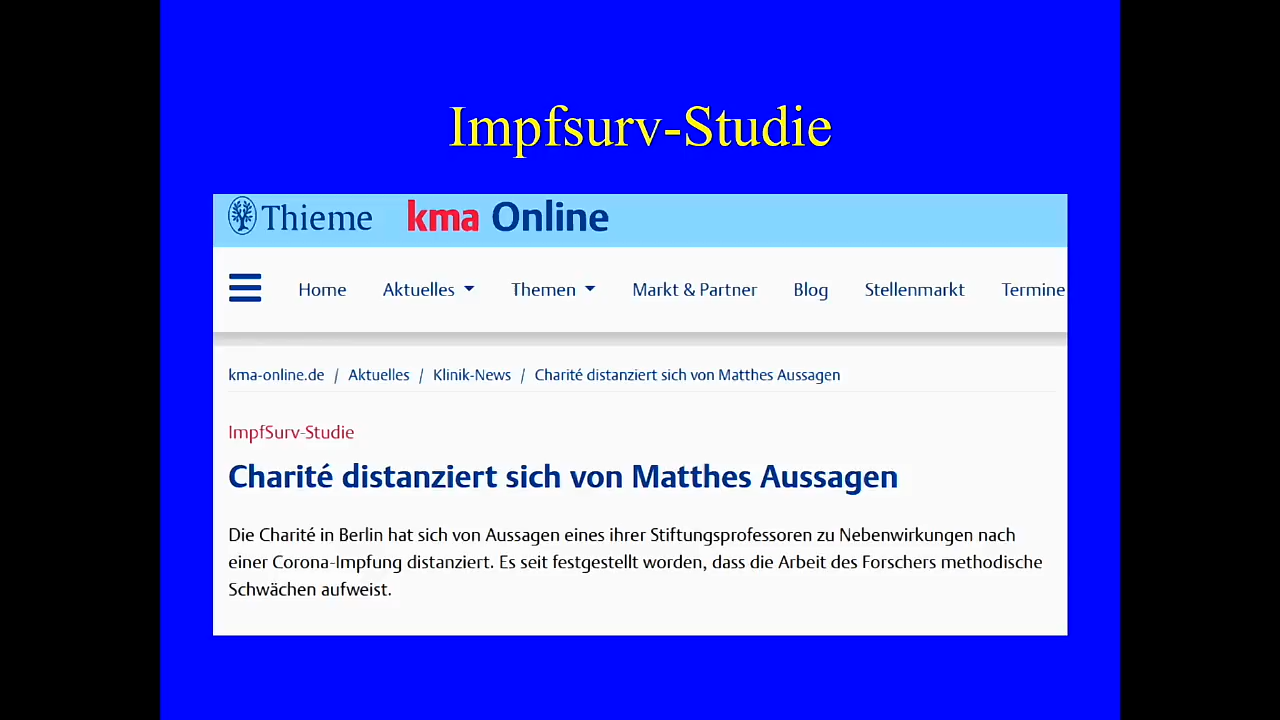 Impfsurv-Studie
Thieme kma Online
Home Aktuelles Themen Markt & Partner Blog Stellenmarkt Termine
kma-online.de / Aktuelles / Klinik-News / Charité distanziert sich von Matthes Aussagen
ImpfSurv-Studie
Charité distanziert sich von Matthes Aussagen
Die Charité in Berlin hat sich von Aussagen eines ihrer Stiftungsprofessoren zu Nebenwirkungen nach
einer Corona-Impfung distanziert. Es seit festgestellt worden, dass die Arbeit des Forschers methodische
Schwächen aufweist.